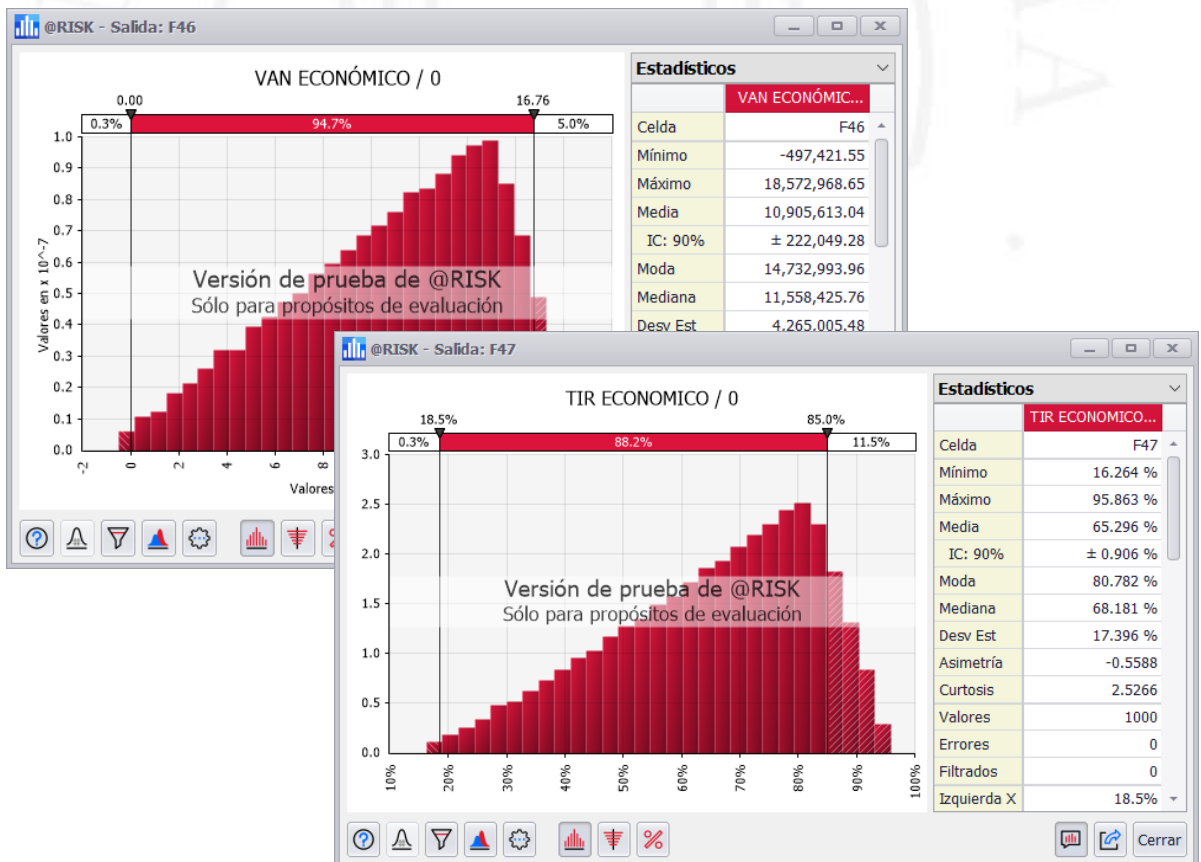 @RISK - Salida: F46
VAN ECONÓMICO / 0
0.00 16.76
0.3% 94.7% 5.0%
1.0
0.9
0.8
0.7
0.6
0.5
0.4
0.3
0.2
0.1
0.0
Valores en x 10^-7
-2 0 2 4 6 8
Valores
Versión de prueba de @RISK
Sólo para propósitos de evaluación
Estadísticos
VAN ECONÓMIC...
Celda F46
Mínimo -497,421.55
Máximo 18,572,968.65
Media 10,905,613.04
IC: 90% ± 222,049.28
Moda 14,732,993.96
Mediana 11,558,425.76
Desv Est 4,265,005.48
@RISK - Salida: F47
TIR ECONOMICO / 0
18.5% 85.0%
0.3% 88.2% 11.5%
3.0
2.5
2.0
1.5
1.0
0.5
0.0
10% 20% 30% 40% 50% 60% 70% 80% 90% 100%
Versión de prueba de @RISK
Sólo para propósitos de evaluación
Estadísticos
TIR ECONOMICO...
Celda F47
Mínimo 16.264 %
Máximo 95.863 %
Media 65.296 %
IC: 90% ± 0.906 %
Moda 80.782 %
Mediana 68.181 %
Desv Est 17.396 %
Asimetría -0.5588
Curtosis 2.5266
Valores 1000
Errores 0
Filtrados 0
Izquierda X 18.5%
Cerrar